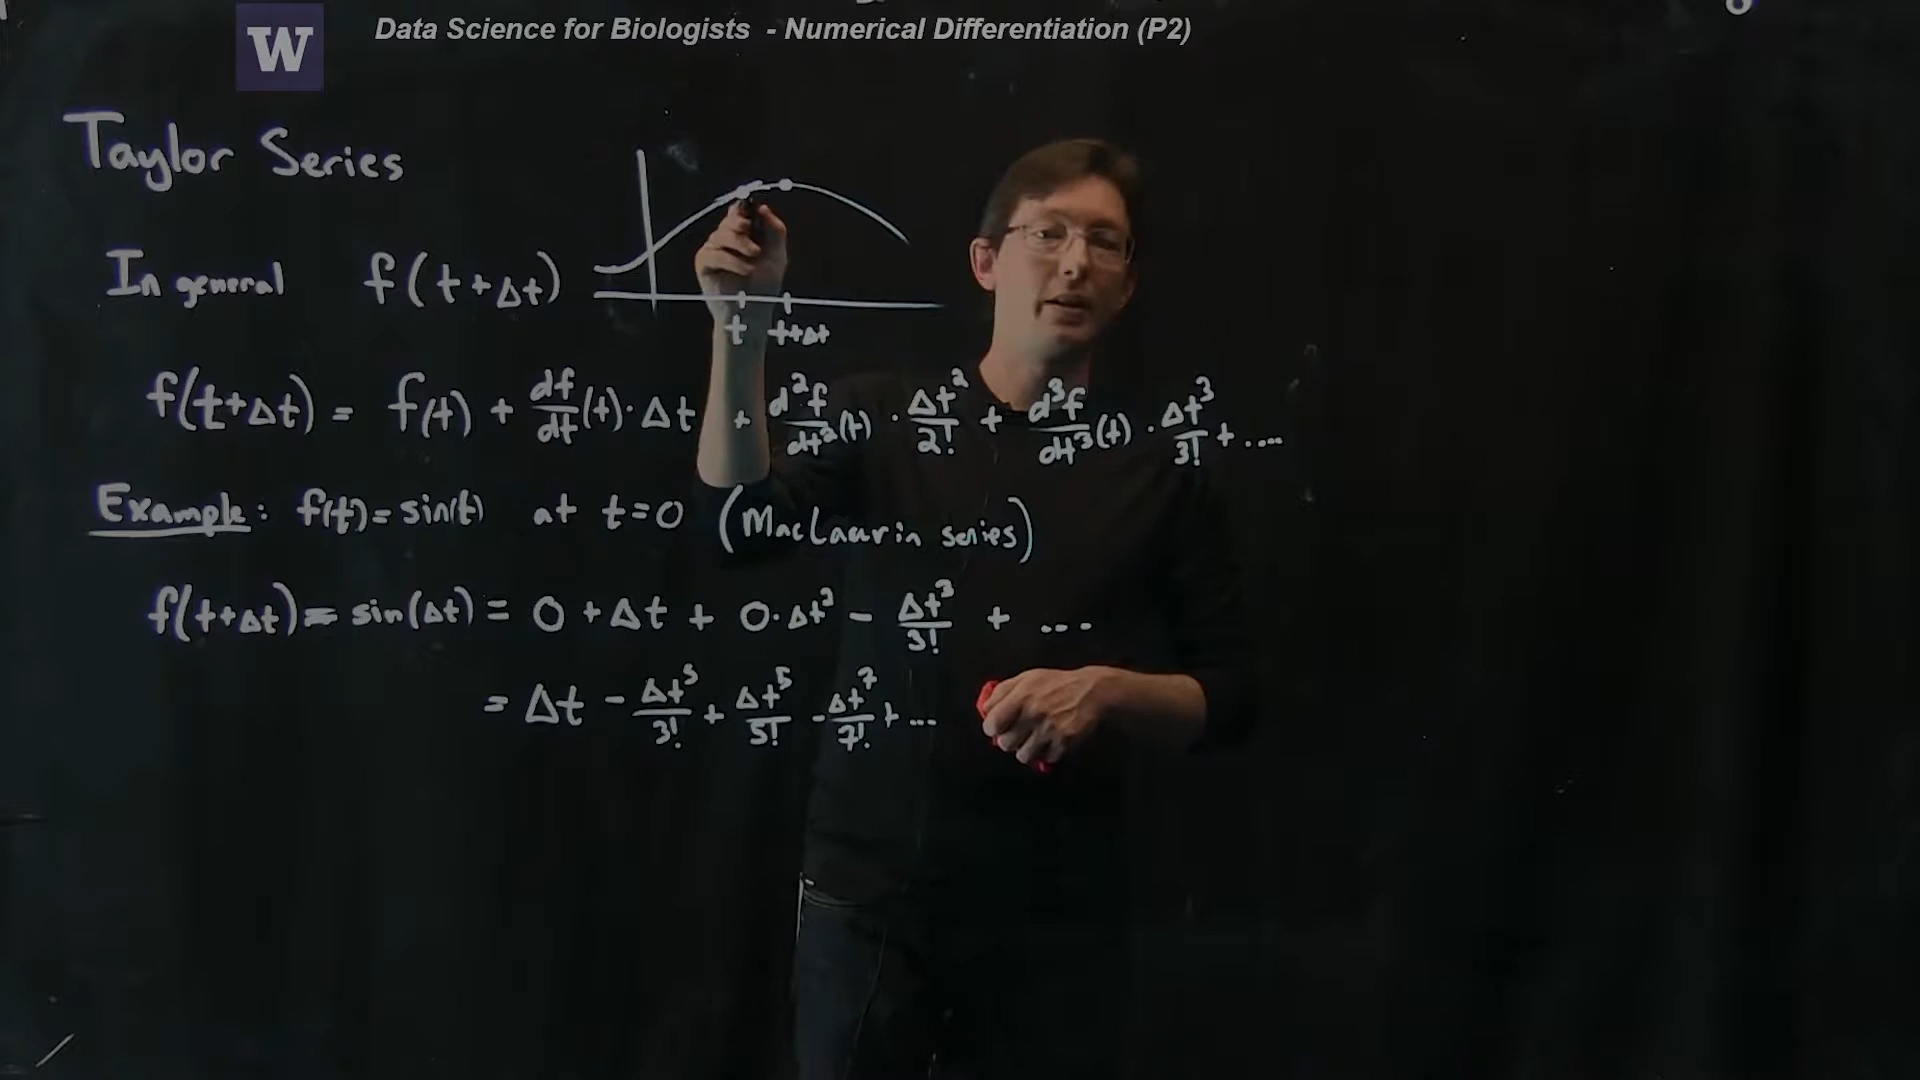 W
Data Science for Biologists - Numerical Differentiation (P2)
Taylor Series
In general f(t+Δt)
t t+Δt
f(t+Δt) = f(t) + df/dt(t)·Δt + d²f/dt²(t) · Δt²/2! + d³f/dt³(t) · Δt³/3! + ....
Example: f(t)=sin(t) at t=0 (MacLaurin series)
f(t+Δt) = sin(Δt) = 0 + Δt + 0·Δt² - Δt³/3! + ...
= Δt - Δt³/3! + Δt⁵/5! - Δt⁷/7! + ...